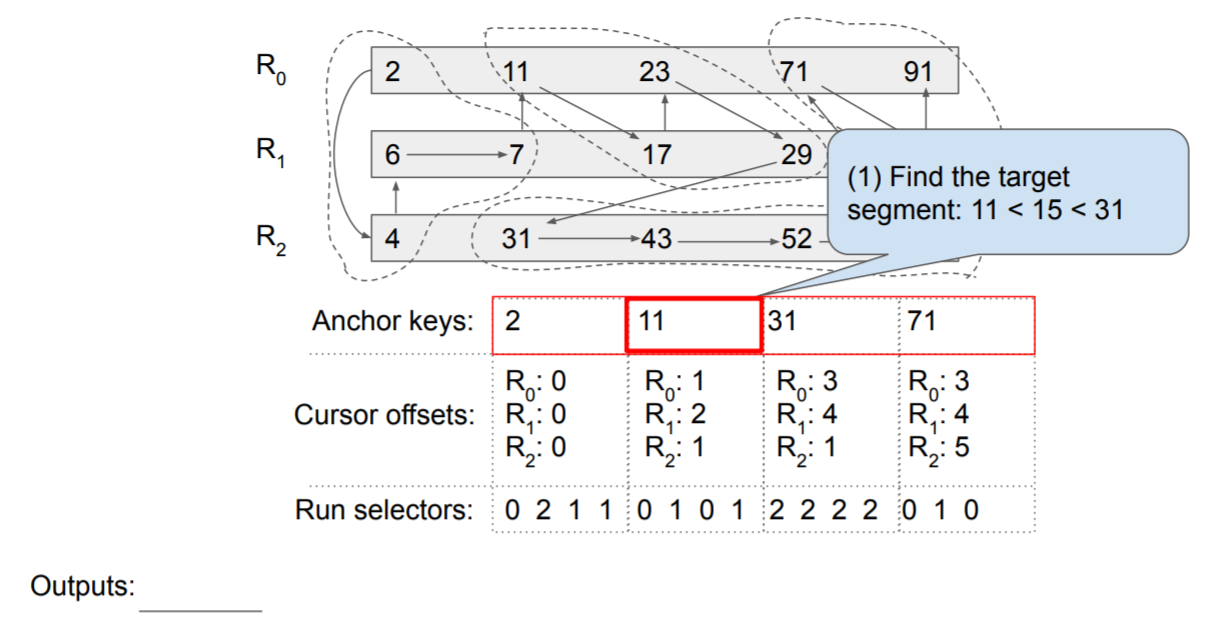 R0 2 11 23 71 91
R1 6 7 17 29
R2 4 31 43 52
(1) Find the target
segment: 11 < 15 < 31
Anchor keys: 2 11 31 71
Cursor offsets:
R0: 0 R0: 1 R0: 3 R0: 3
R1: 0 R1: 2 R1: 4 R1: 4
R2: 0 R2: 1 R2: 1 R2: 5
Run selectors: 0 2 1 1 0 1 0 1 2 2 2 2 0 1 0
Outputs: